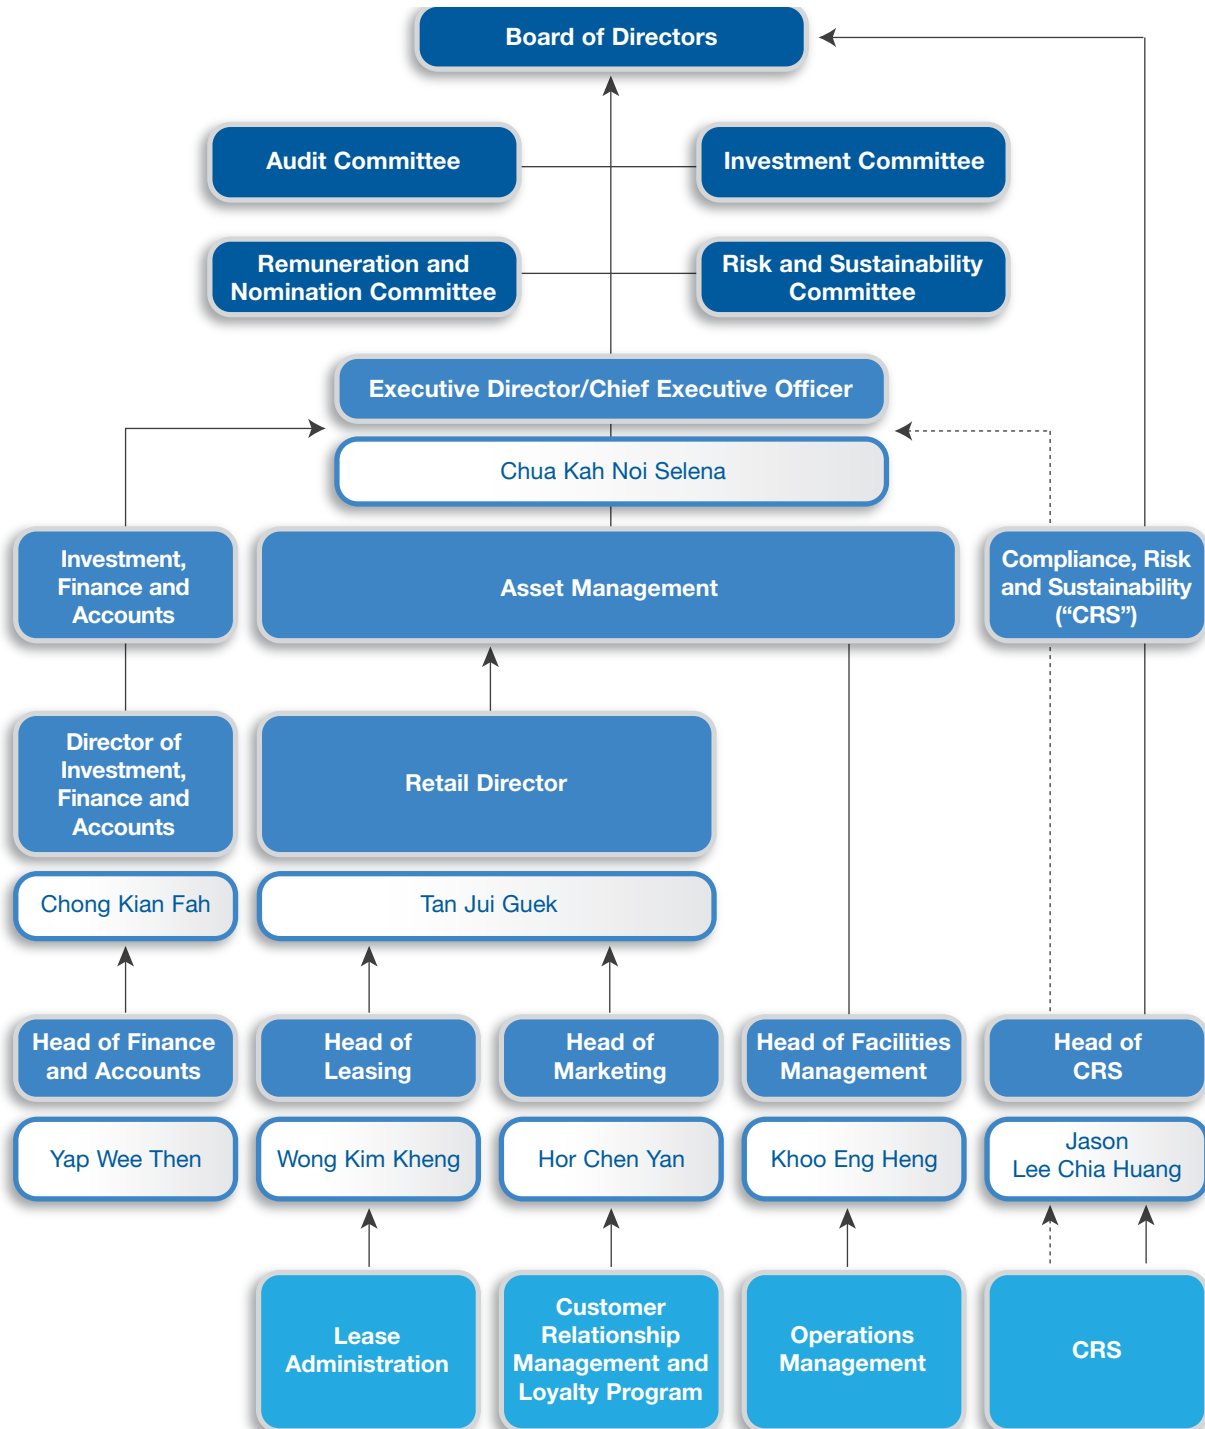 Board of Directors
Audit Committee
Investment Committee
Remuneration and
Nomination Committee
Risk and Sustainability
Committee
Executive Director/Chief Executive Officer
Chua Kah Noi Selena
Investment,
Finance and
Accounts
Asset Management
Compliance, Risk
and Sustainability
(“CRS”)
Director of
Investment,
Finance and
Accounts
Retail Director
Chong Kian Fah
Tan Jui Guek
Head of Finance
and Accounts
Head of
Leasing
Head of
Marketing
Head of Facilities
Management
Head of
CRS
Yap Wee Then
Wong Kim Kheng
Hor Chen Yan
Khoo Eng Heng
Jason
Lee Chia Huang
Lease
Administration
Customer
Relationship
Management and
Loyalty Program
Operations
Management
CRS